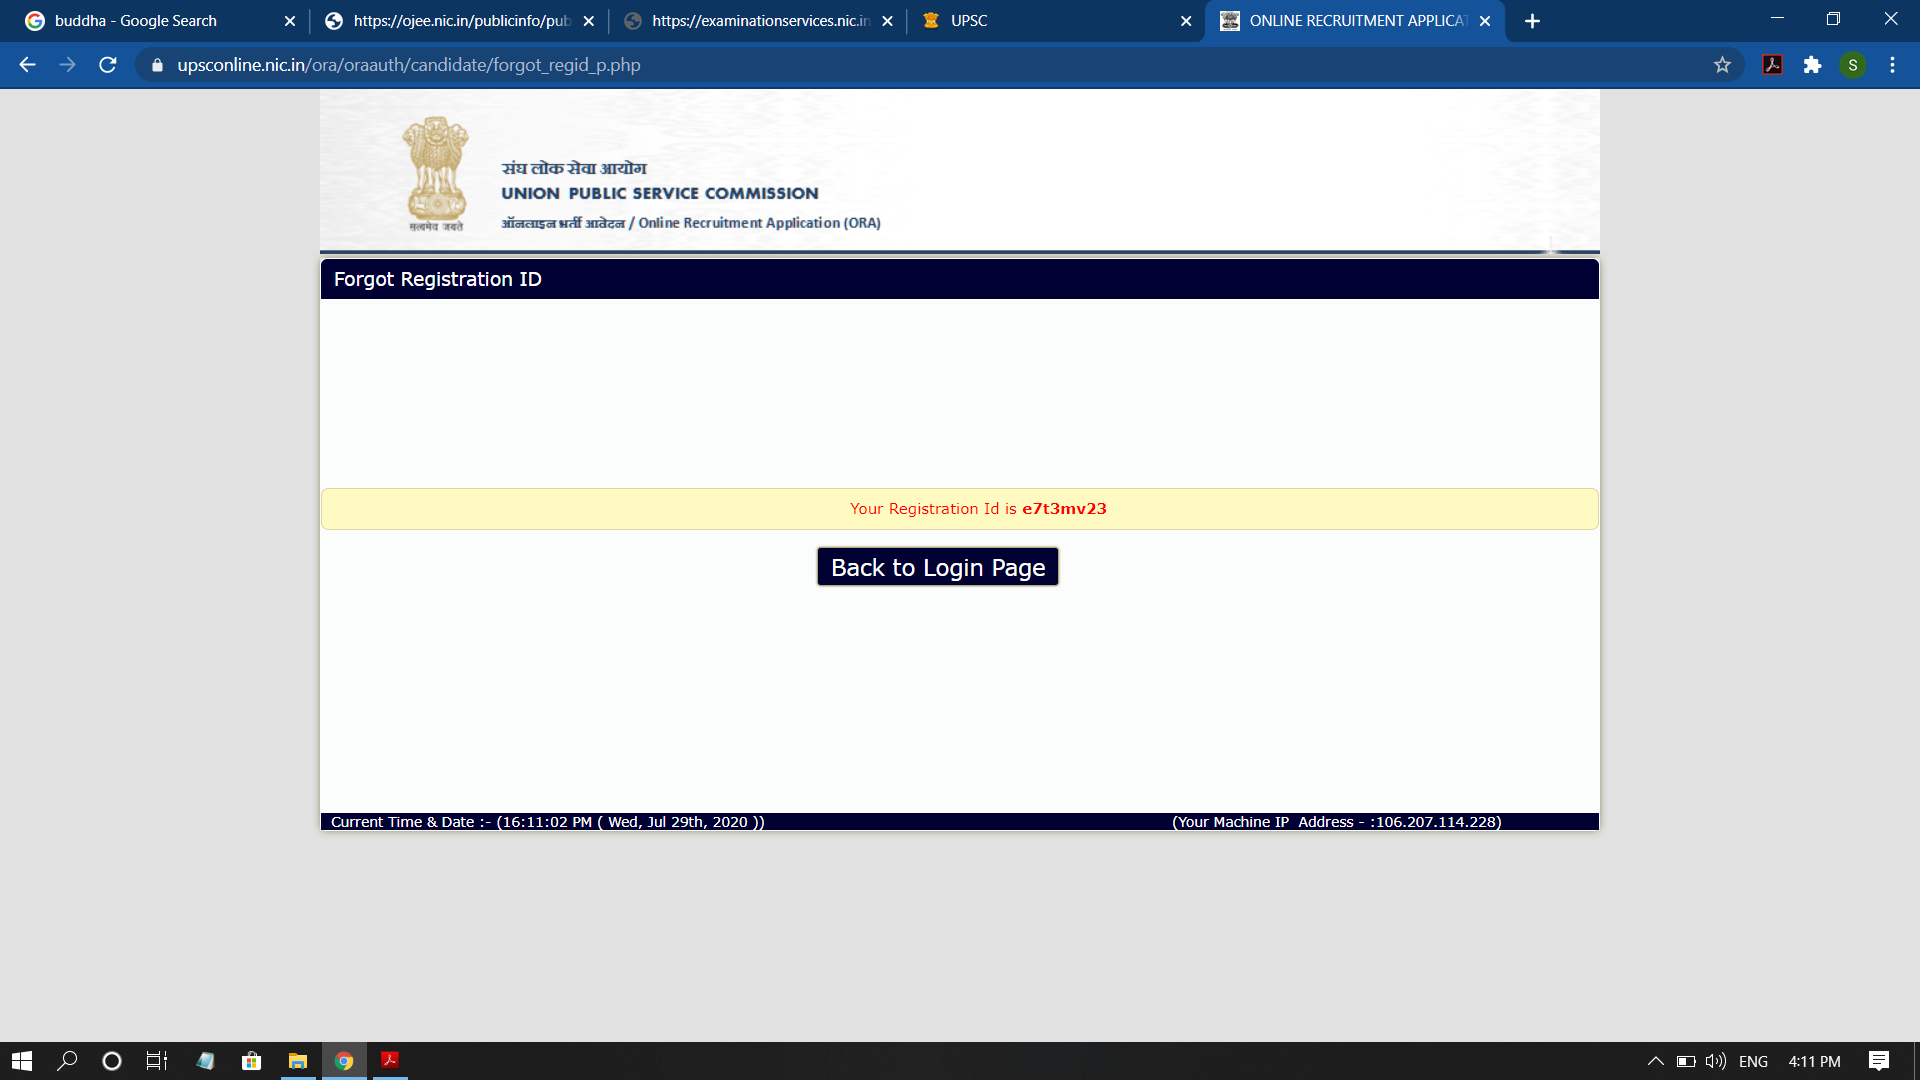 buddha - Google Search
https://ojee.nic.in/publicinfo/pub
https://examinationservices.nic.in
UPSC
ONLINE RECRUITMENT APPLICAT
upsconline.nic.in/ora/oraauth/candidate/forgot_regid_p.php
S
सत्यमेव जयते
संघ लोक सेवा आयोग
UNION PUBLIC SERVICE COMMISSION
ऑनलाइन भर्ती आवेदन / Online Recruitment Application (ORA)
Forgot Registration ID
Your Registration Id is e7t3mv23
Back to Login Page
Current Time & Date :- (16:11:02 PM ( Wed, Jul 29th, 2020 ))
(Your Machine IP Address - :106.207.114.228)
ENG
4:11 PM